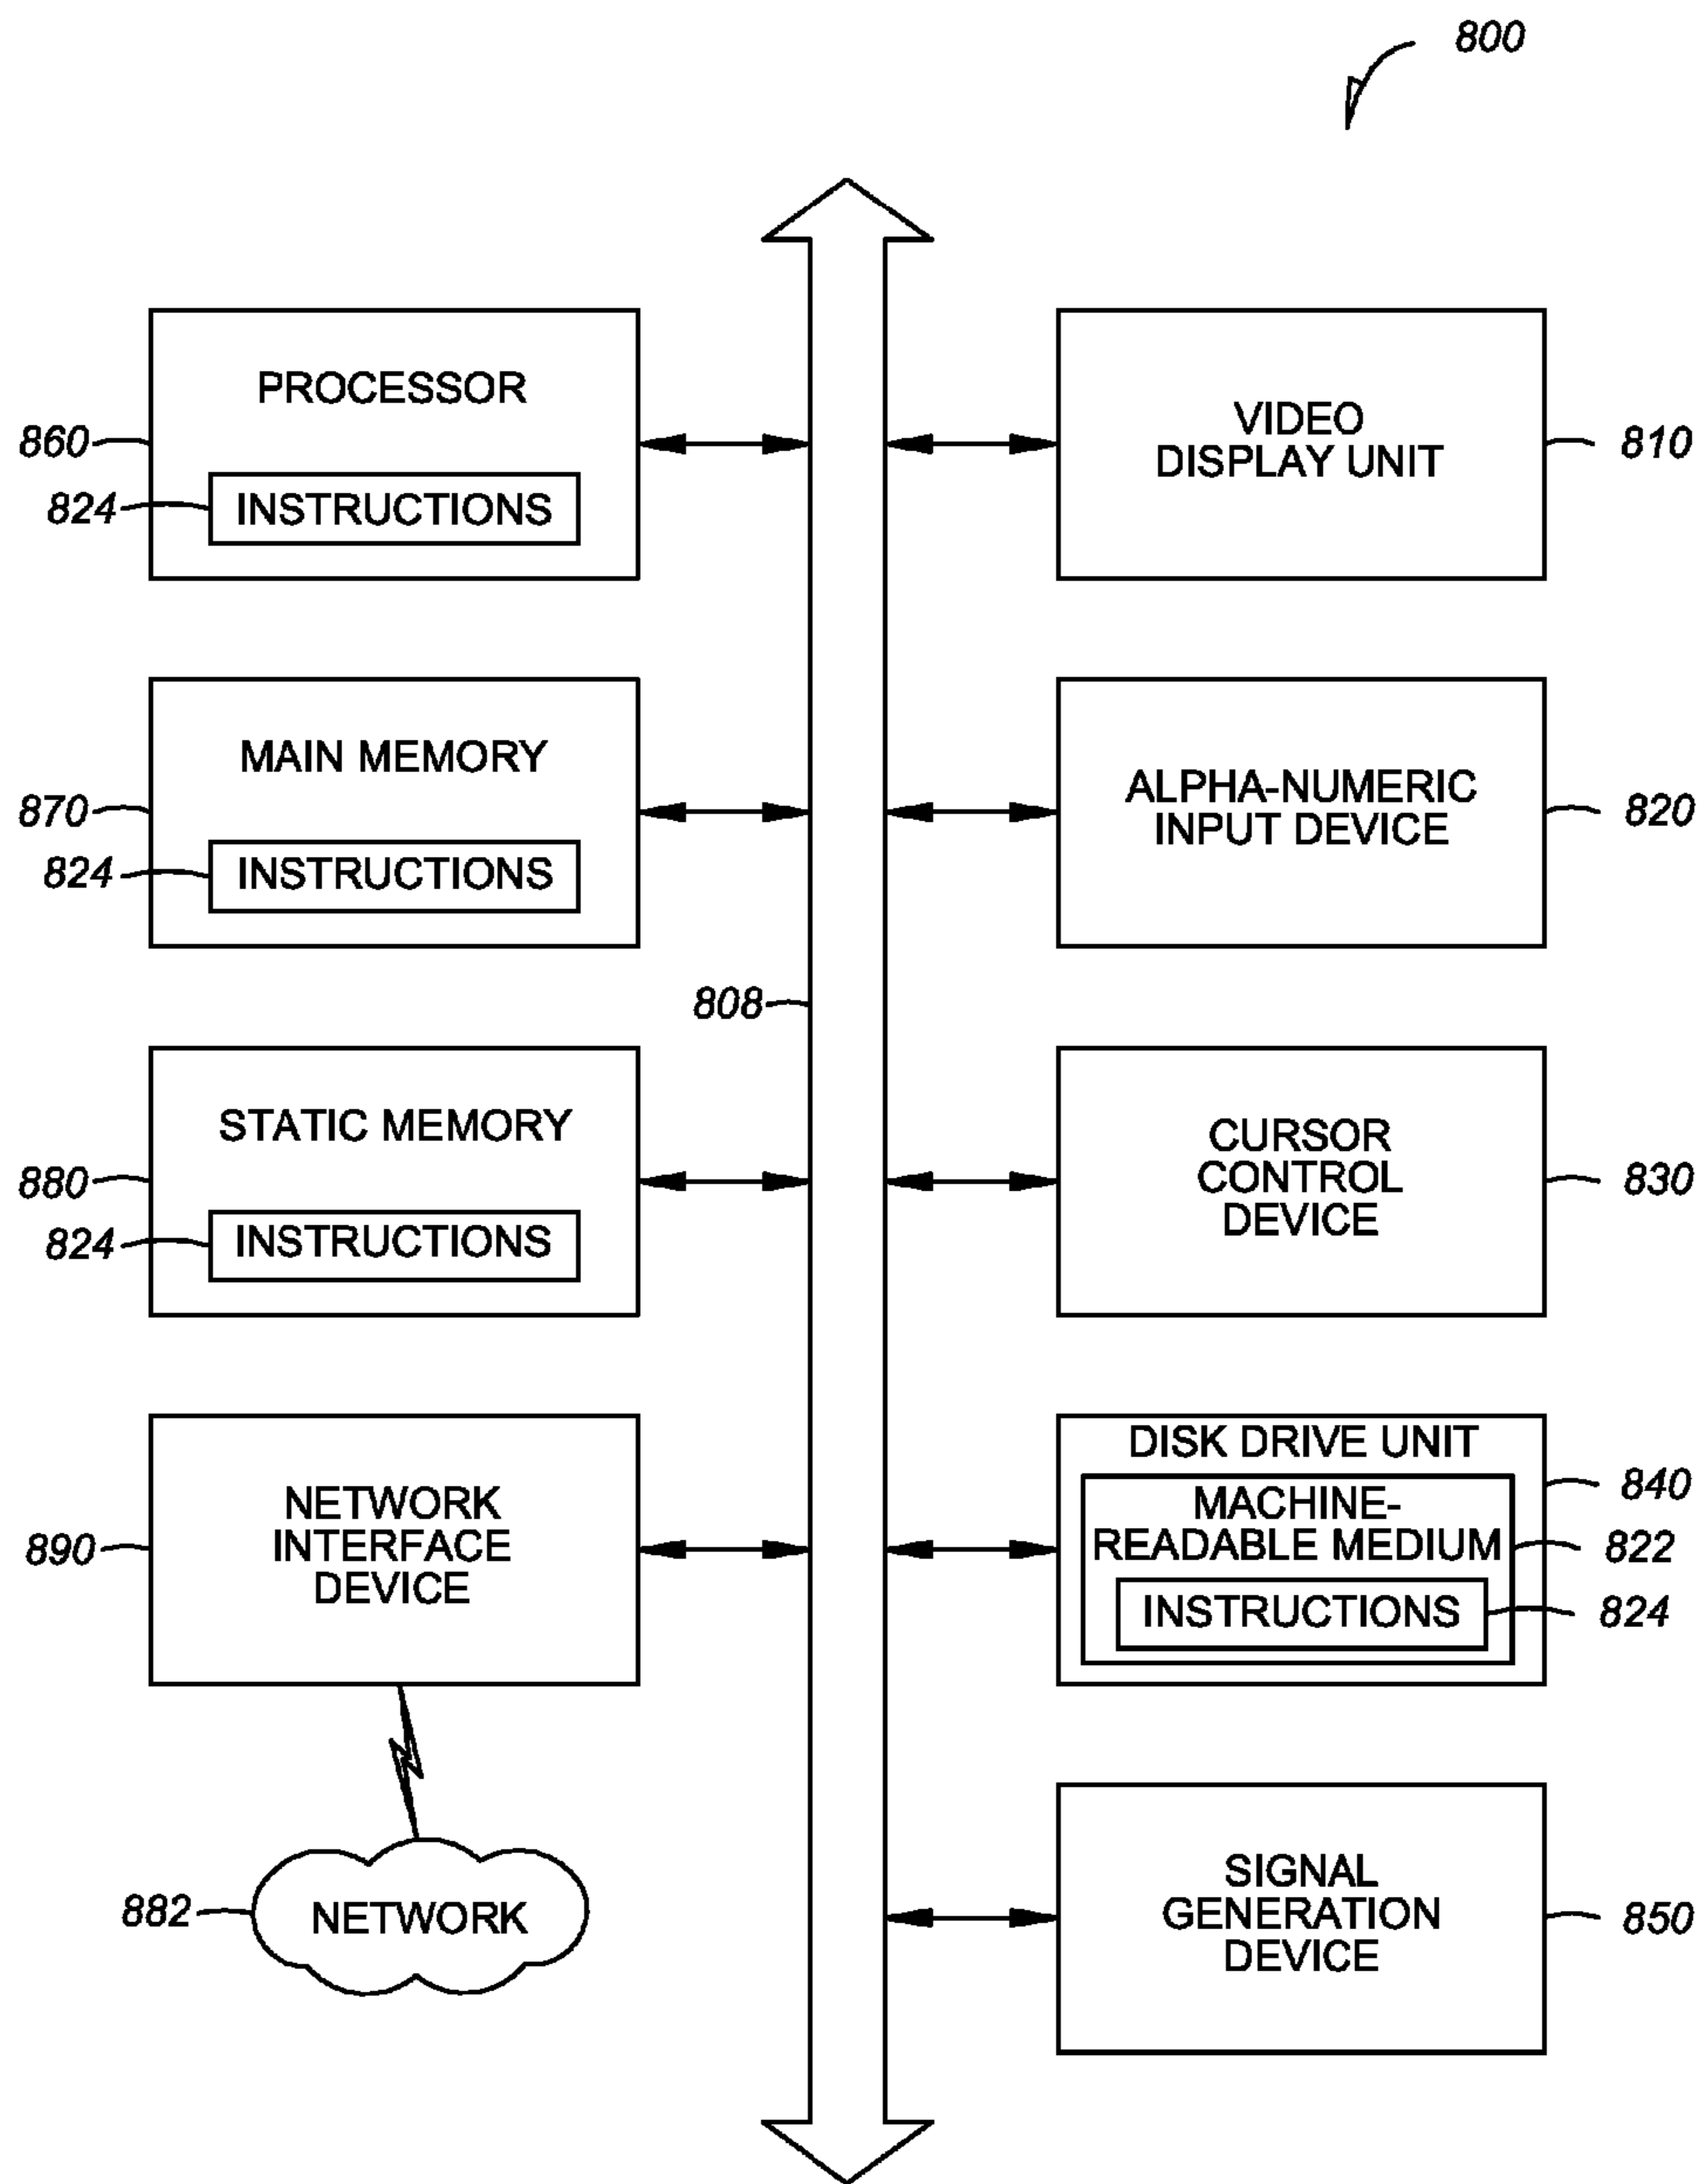 800
PROCESSOR
860
824
INSTRUCTIONS
VIDEO
DISPLAY UNIT
810
MAIN MEMORY
870
824
INSTRUCTIONS
ALPHA-NUMERIC
INPUT DEVICE
820
808
STATIC MEMORY
880
824
INSTRUCTIONS
CURSOR
CONTROL
DEVICE
830
NETWORK
INTERFACE
DEVICE
890
DISK DRIVE UNIT
840
MACHINE-
READABLE MEDIUM
822
INSTRUCTIONS
824
882
NETWORK
SIGNAL
GENERATION
DEVICE
850